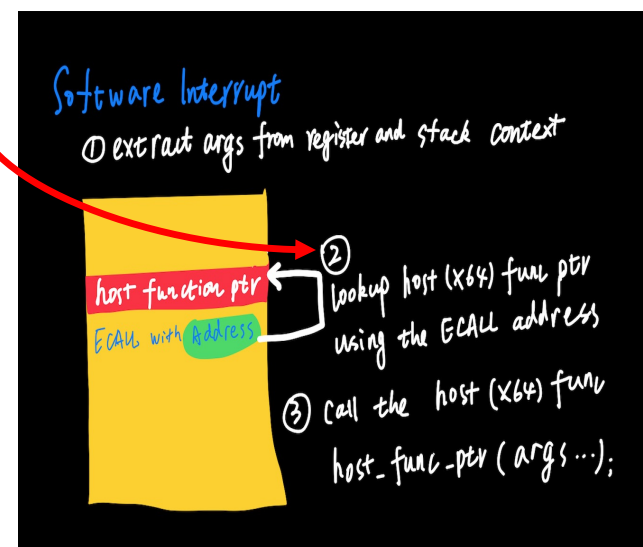 Software Interrupt
① extract args from register and stack context
②
host function ptr
lookup host (X64) func ptr
ECALL with Address
using the ECALL address
③ call the host (X64) func
host_func_ptr (args...);